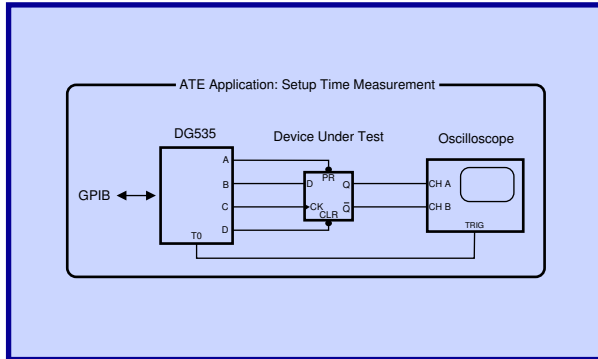 ATE Application: Setup Time Measurement
DG535
Device Under Test
Oscilloscope
GPIB
A
B
C
D
T0
PR
D
Q
CK
Q̅
CLR
CH A
CH B
TRIG